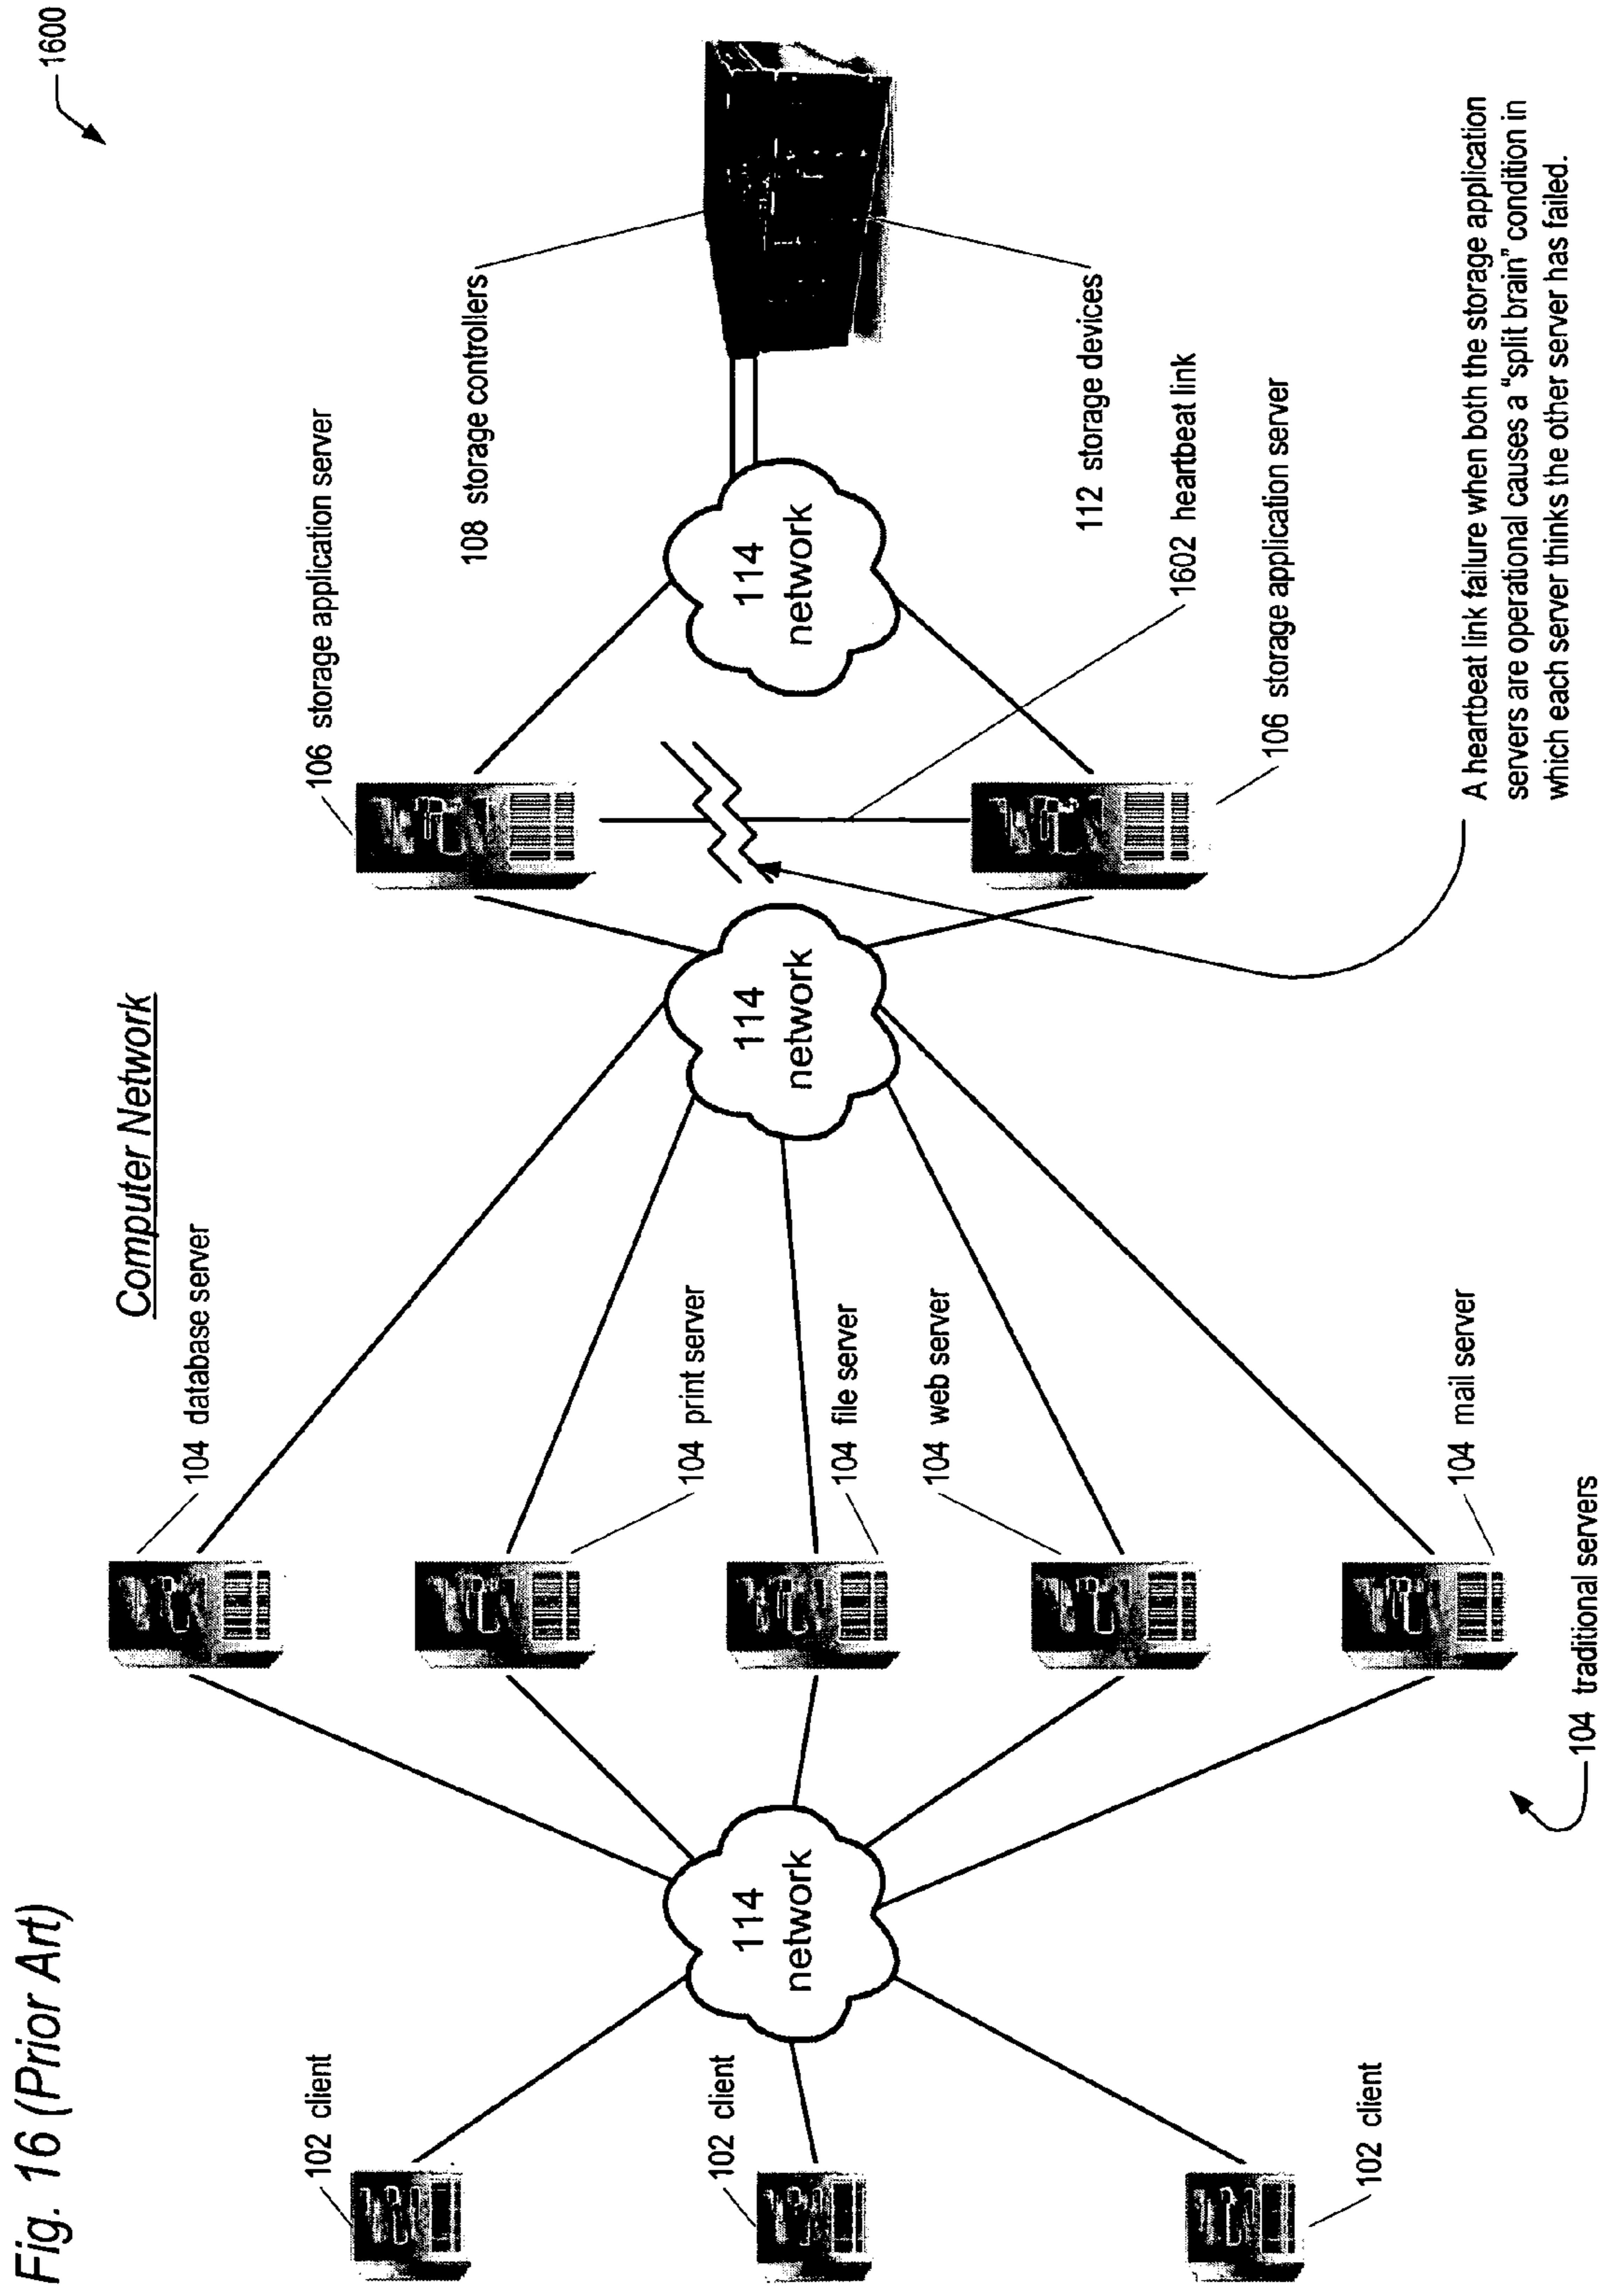 Fig. 16 (Prior Art)
Computer Network
1600
102 client
102 client
102 client
114
network
104 database server
104 print server
104 file server
104 web server
104 mail server
104 traditional servers
114
network
106 storage application server
106 storage application server
1602 heartbeat link
114
network
108 storage controllers
112 storage devices
A heartbeat link failure when both the storage application
servers are operational causes a "split brain" condition in
which each server thinks the other server has failed.